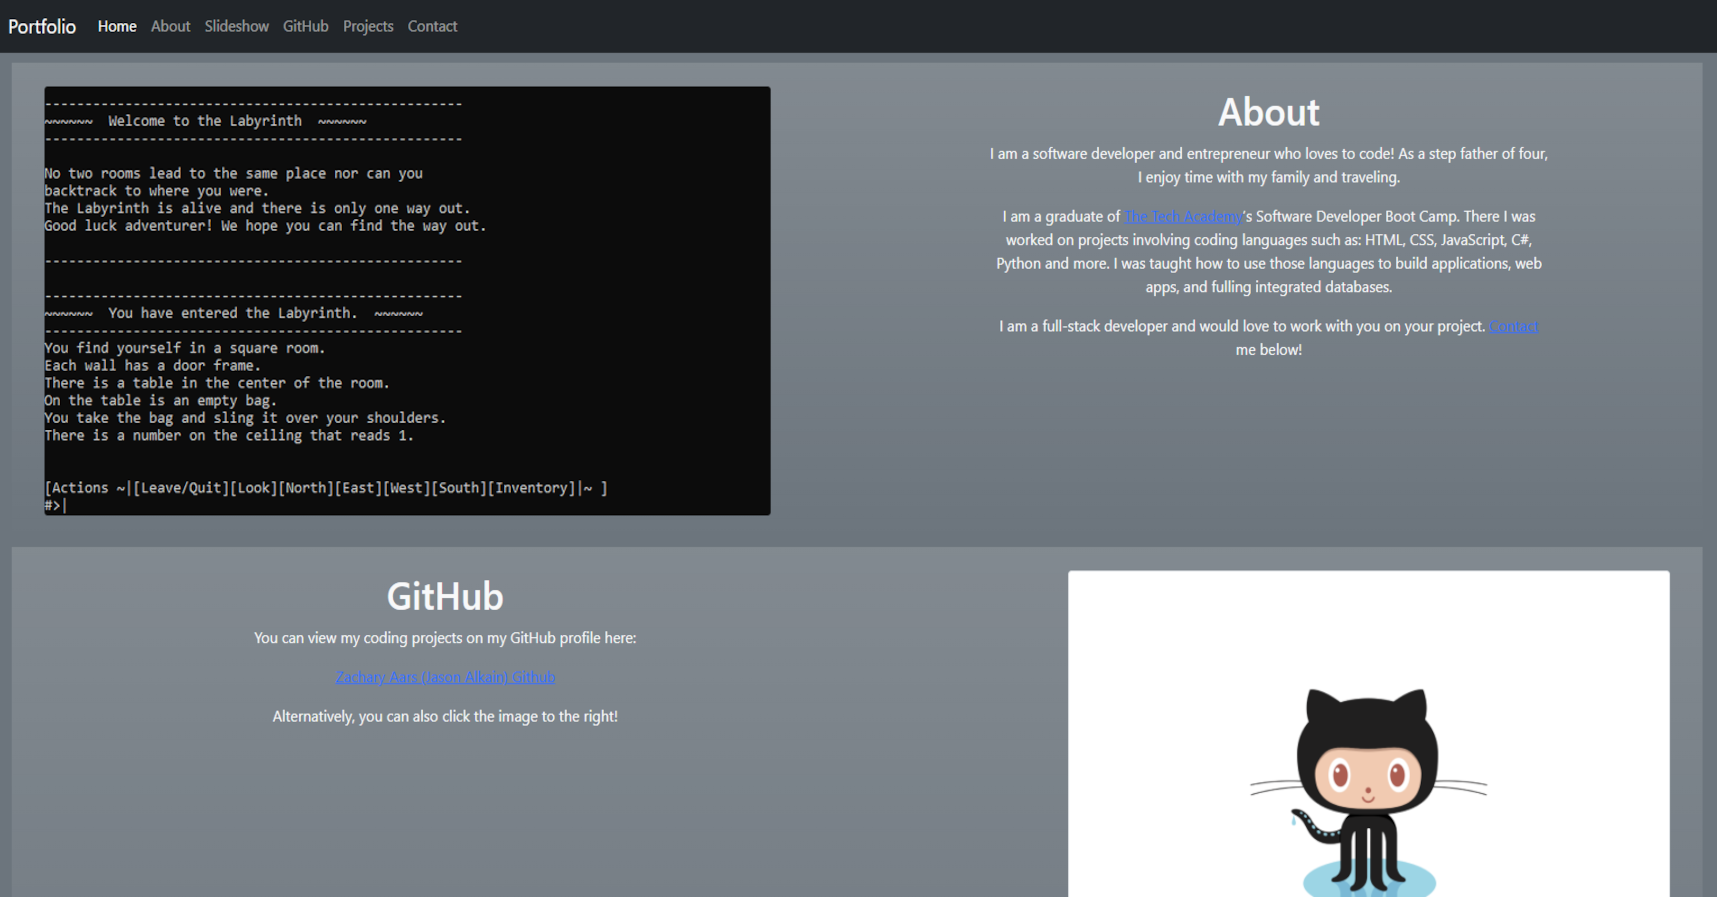 Portfolio Home About Slideshow GitHub Projects Contact
----------------------------------------------------
~~~~~~  Welcome to the Labyrinth  ~~~~~~
----------------------------------------------------
No two rooms lead to the same place nor can you
backtrack to where you were.
The Labyrinth is alive and there is only one way out.
Good luck adventurer! We hope you can find the way out.
----------------------------------------------------
----------------------------------------------------
~~~~~~  You have entered the Labyrinth.  ~~~~~~
----------------------------------------------------
You find yourself in a square room.
Each wall has a door frame.
There is a table in the center of the room.
On the table is an empty bag.
You take the bag and sling it over your shoulders.
There is a number on the ceiling that reads 1.
[Actions ~|[Leave/Quit][Look][North][East][West][South][Inventory]|~ ]
#>|
About
I am a software developer and entrepreneur who loves to code! As a step father of four,
I enjoy time with my family and traveling.
I am a graduate of The Tech Academy's Software Developer Boot Camp. There I was
worked on projects involving coding languages such as: HTML, CSS, JavaScript, C#,
Python and more. I was taught how to use those languages to build applications, web
apps, and fulling integrated databases.
I am a full-stack developer and would love to work with you on your project. Contact
me below!
GitHub
You can view my coding projects on my GitHub profile here:
Zachary Aars (Jason Alkain) Github
Alternatively, you can also click the image to the right!